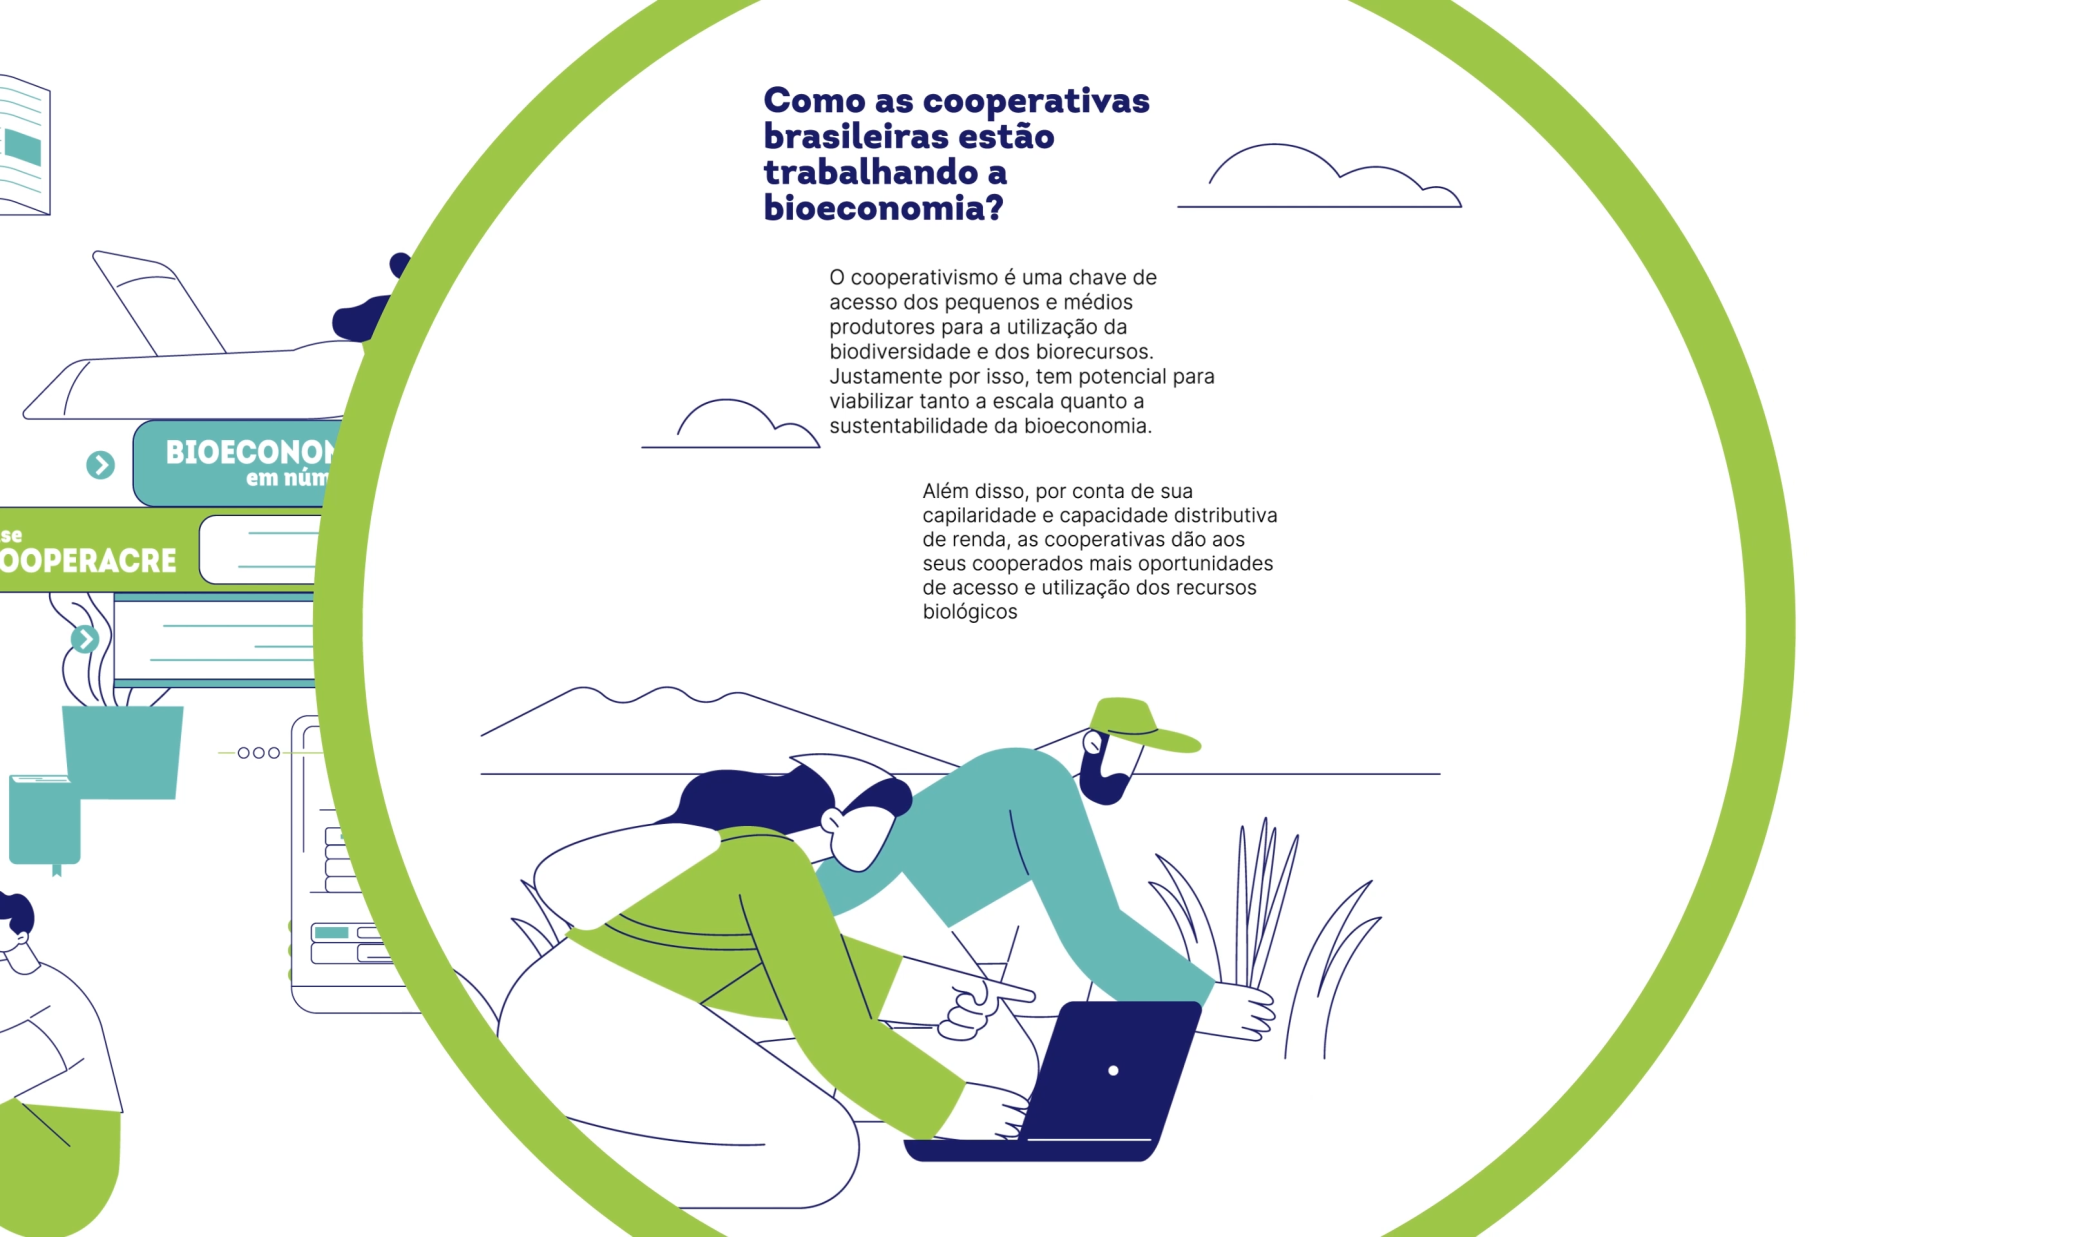 Como as cooperativas
brasileiras estão
trabalhando a
bioeconomia?
O cooperativismo é uma chave de
acesso dos pequenos e médios
produtores para a utilização da
biodiversidade e dos biorecursos.
Justamente por isso, tem potencial para
viabilizar tanto a escala quanto a
sustentabilidade da bioeconomia.
Além disso, por conta de sua
capilaridade e capacidade distributiva
de renda, as cooperativas dão aos
seus cooperados mais oportunidades
de acesso e utilização dos recursos
biológicos
em